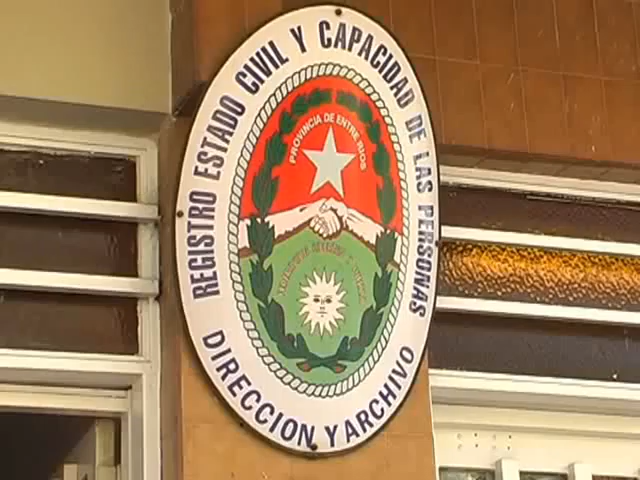 REGISTRO ESTADO CIVIL Y CAPACIDAD DE LAS PERSONAS
PROVINCIA DE ENTRE RIOS
DIRECCION Y ARCHIVO